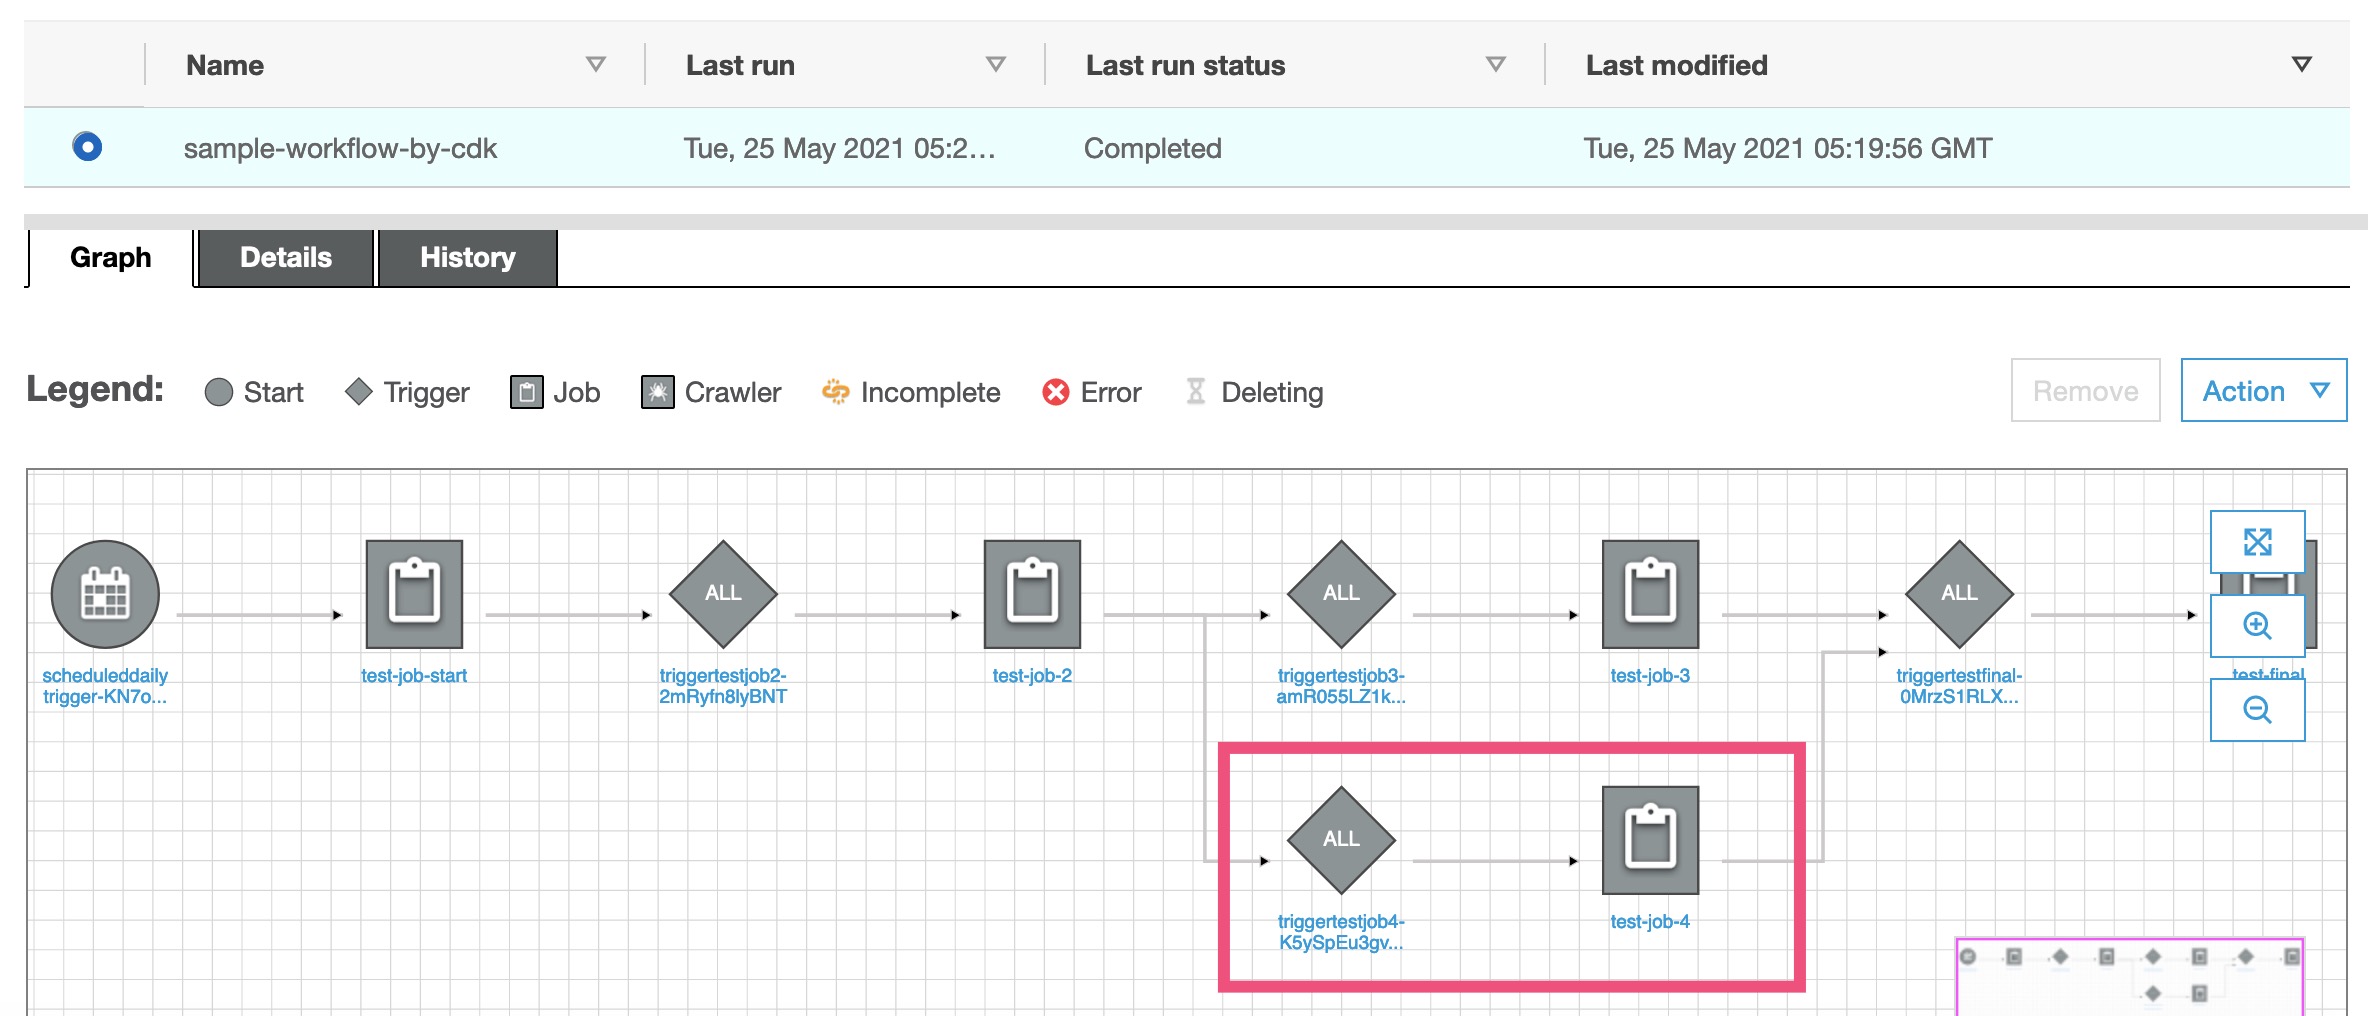 Name Last run Last run status Last modified
sample-workflow-by-cdk Tue, 25 May 2021 05:2... Completed Tue, 25 May 2021 05:19:56 GMT
Graph Details History
Legend: Start Trigger Job Crawler Incomplete Error Deleting Remove Action
ALL ALL ALL
scheduleddaily test-job-start triggertestjob2- test-job-2 triggertestjob3- test-job-3 triggertestfinal- test-final
trigger-KN7o... 2mRyfn8lyBNT amR055LZ1k... 0MrzS1RLX...
ALL
triggertestjob4- test-job-4
K5ySpEu3gv...